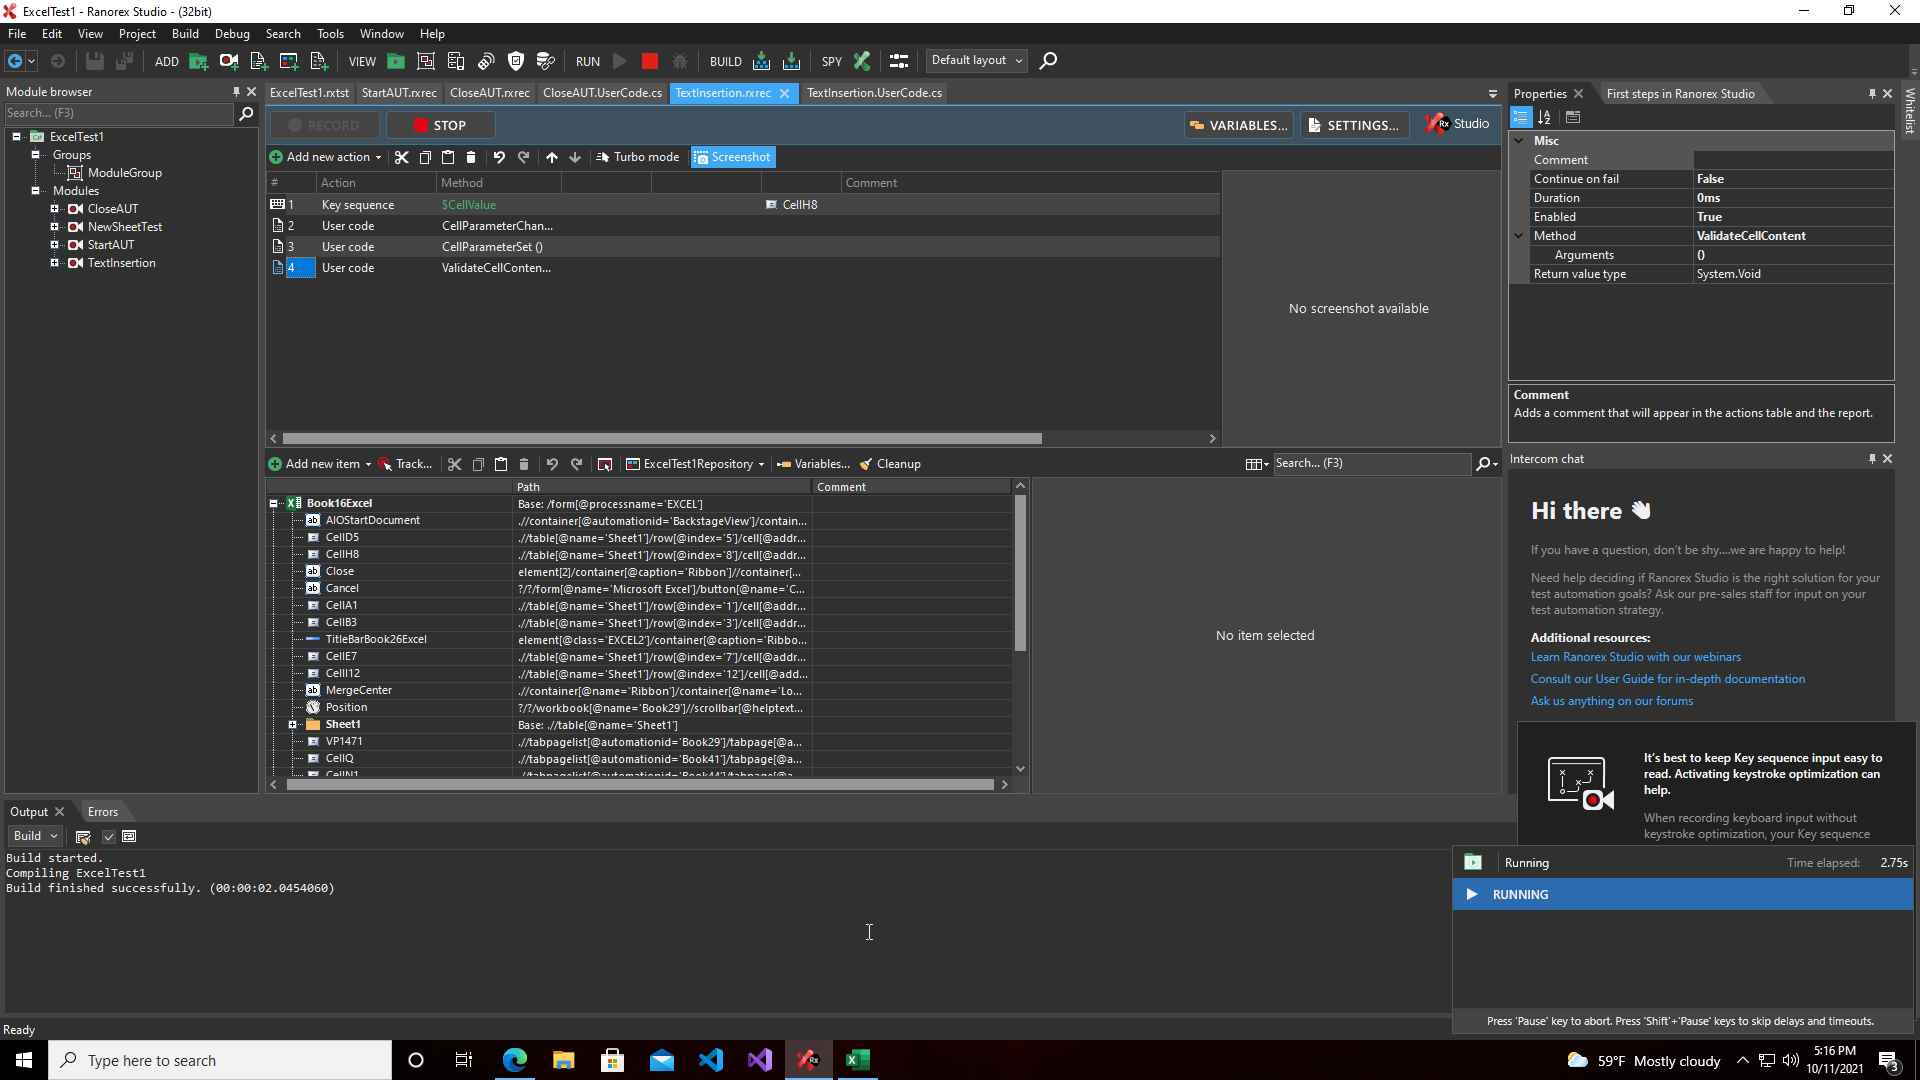 ExcelTest1 - Ranorex Studio - (32bit)
File Edit View Project Build Debug Search Tools Window Help
ADD VIEW RUN BUILD SPY Default layout
Module browser
Search... (F3)
ExcelTest1
Groups
ModuleGroup
Modules
CloseAUT
NewSheetTest
StartAUT
TextInsertion
ExcelTest1.rxtst StartAUT.rxrec CloseAUT.rxrec CloseAUT.UserCode.cs TextInsertion.rxrec TextInsertion.UserCode.cs
RECORD STOP VARIABLES... SETTINGS... Rx Studio
Add new action Turbo mode Screenshot
# Action Method Comment
1 Key sequence $CellValue CellH8
2 User code CellParameterChan...
3 User code CellParameterSet ()
4 User code ValidateCellConten...
No screenshot available
Add new item Track... ExcelTest1Repository Variables... Cleanup Search... (F3)
Path Comment
Book16Excel Base: /form[@processname='EXCEL']
AIOStartDocument .//container[@automationid='BackstageView']/contain...
CellD5 .//table[@name='Sheet1']/row[@index='5']/cell[@addr...
CellH8 .//table[@name='Sheet1']/row[@index='8']/cell[@addr...
Close element[2]/container[@caption='Ribbon']//container[...
Cancel ?/?/form[@name='Microsoft Excel']/button[@name='C...
CellA1 .//table[@name='Sheet1']/row[@index='1']/cell[@addr...
CellB3 .//table[@name='Sheet1']/row[@index='3']/cell[@addr...
TitleBarBook26Excel element[@class='EXCEL2']/container[@caption='Ribbo...
CellE7 .//table[@name='Sheet1']/row[@index='7']/cell[@addr...
CellI12 .//table[@name='Sheet1']/row[@index='12']/cell[@add...
MergeCenter .//container[@name='Ribbon']/container[@name='Lo...
Position ?/?/workbook[@name='Book29']//scrollbar[@helptext...
Sheet1 Base: .//table[@name='Sheet1']
VP1471 .//tabpagelist[@automationid='Book29']/tabpage[@a...
CellQ .//tabpagelist[@automationid='Book41']/tabpage[@a...
CellN1 .//tabpagelist[@automationid='Book44']/tabpage[@a...
No item selected
Properties First steps in Ranorex Studio
Whitelist
Misc
Comment
Continue on fail False
Duration 0ms
Enabled True
Method ValidateCellContent
Arguments ()
Return value type System.Void
Comment
Adds a comment that will appear in the actions table and the report.
Intercom chat
Hi there
If you have a question, don't be shy....we are happy to help!
Need help deciding if Ranorex Studio is the right solution for your
test automation goals? Ask our pre-sales staff for input on your
test automation strategy.
Additional resources:
Learn Ranorex Studio with our webinars
Consult our User Guide for in-depth documentation
Ask us anything on our forums
It's best to keep Key sequence input easy to
read. Activating keystroke optimization can
help.
When recording keyboard input without
keystroke optimization, your Key sequence
Running Time elapsed: 2.75s
RUNNING
Press 'Pause' key to abort. Press 'Shift'+'Pause' keys to skip delays and timeouts.
Output Errors
Build
Build started.
Compiling ExcelTest1
Build finished successfully. (00:00:02.0454060)
Ready
Type here to search
59°F Mostly cloudy
5:16 PM
10/11/2021
3